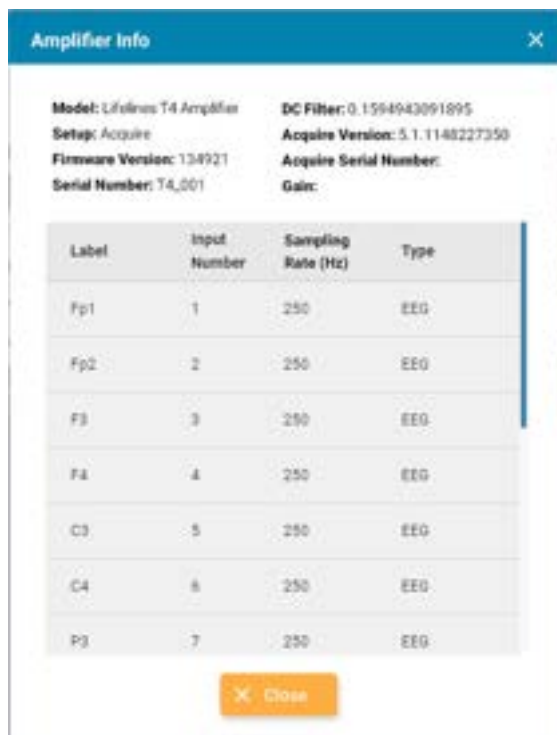 Amplifier Info
Model: Lifelines T4 Amplifier
Setup: Acquire
Firmware Version: 134921
Serial Number: T4_001
DC Filter: 0.1594943091895
Acquire Version: 5.1.1148227350
Acquire Serial Number:
Gain:
Label Input Number Sampling Rate (Hz) Type
Fp1 1 250 EEG
Fp2 2 250 EEG
F3 3 250 EEG
F4 4 250 EEG
C3 5 250 EEG
C4 6 250 EEG
P3 7 250 EEG
Close